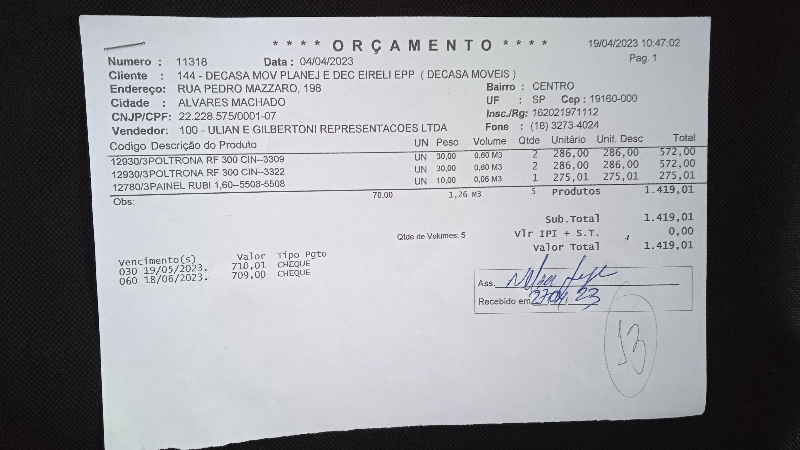 * * * * ORÇAMENTO * * * *
19/04/2023 10:47:02
Numero : 11318 Data : 04/04/2023 Pag. 1
Cliente : 144 - DECASA MOV PLANEJ E DEC EIRELI EPP ( DECASA MOVEIS )
Endereço: RUA PEDRO MAZZARO, 198 Bairro : CENTRO
Cidade : ALVARES MACHADO UF : SP Cep : 19160-000
CNJP/CPF: 22.228.575/0001-07 Insc./Rg: 162021971112
Vendedor: 100 - ULIAN E GILBERTONI REPRESENTACOES LTDA Fone : (18) 3273-4024
Codigo Descrição do Produto UN Peso Volume Qtde Unitário Unit. Desc Total
12930/3POLTRONA RF 300 CIN--3309 UN 30,00 0,60 M3 2 286,00 286,00 572,00
12930/3POLTRONA RF 300 CIN--3322 UN 30,00 0,60 M3 2 286,00 286,00 572,00
12780/3PAINEL RUBI 1,60--5508-5508 UN 10,00 0,06 M3 1 275,01 275,01 275,01
Obs: 70.00 1,26 M3 5 Produtos 1.419,01
Sub.Total 1.419,01
Qtde de Volumes: 5 Vlr IPI + S.T. 0,00
Valor Total 1.419,01
Vencimento(s) Valor Tipo Pgto
030 19/05/2023. 710,01 CHEQUE
060 18/06/2023. 709,00 CHEQUE
Ass.
Recebido em 27/04/23
13